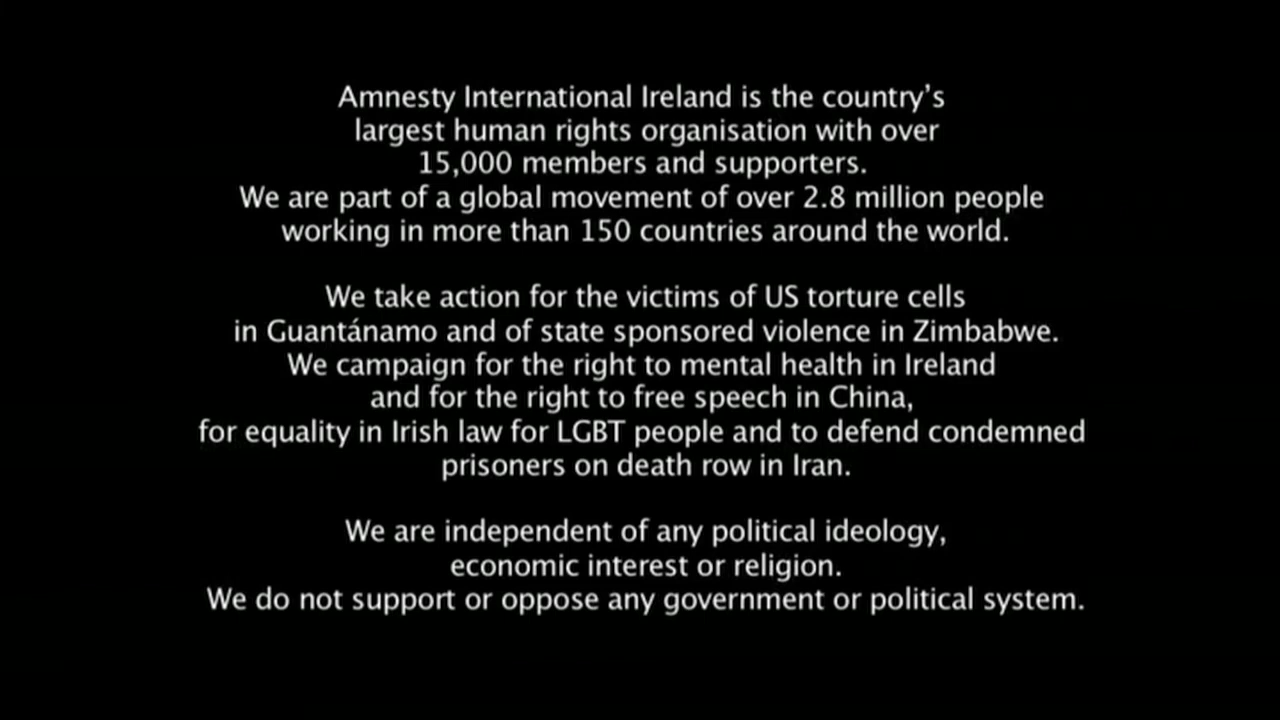 Amnesty International Ireland is the country’s
largest human rights organisation with over
15,000 members and supporters.
We are part of a global movement of over 2.8 million people
working in more than 150 countries around the world.
We take action for the victims of US torture cells
in Guantánamo and of state sponsored violence in Zimbabwe.
We campaign for the right to mental health in Ireland
and for the right to free speech in China,
for equality in Irish law for LGBT people and to defend condemned
prisoners on death row in Iran.
We are independent of any political ideology,
economic interest or religion.
We do not support or oppose any government or political system.